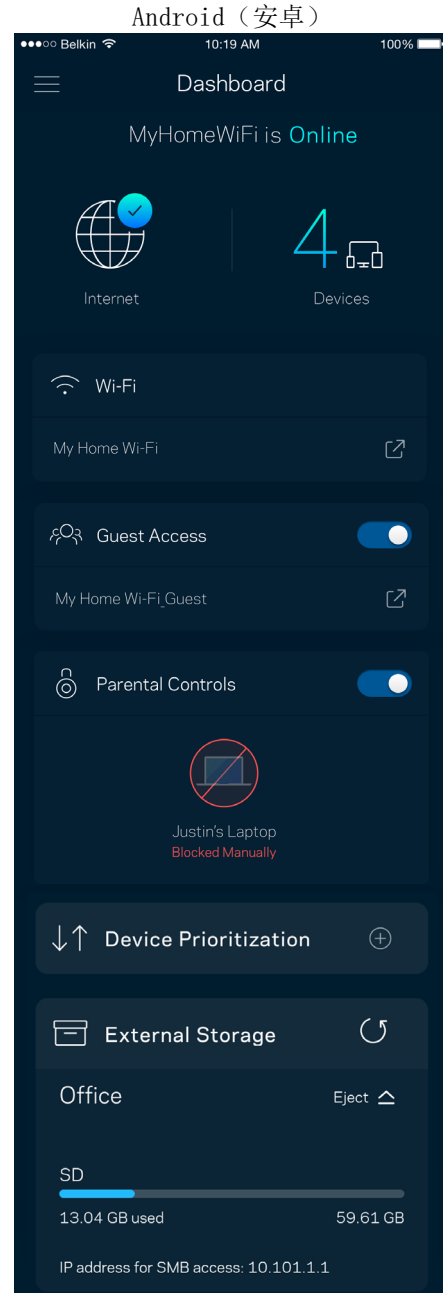 Android（安卓）
Belkin 10:19 AM 100%
Dashboard
MyHomeWiFi is Online
4
Internet Devices
Wi-Fi
My Home Wi-Fi
Guest Access
My Home Wi-Fi_Guest
Parental Controls
Justin's Laptop
Blocked Manually
Device Prioritization
External Storage
Office Eject
SD
13.04 GB used 59.61 GB
IP address for SMB access: 10.101.1.1